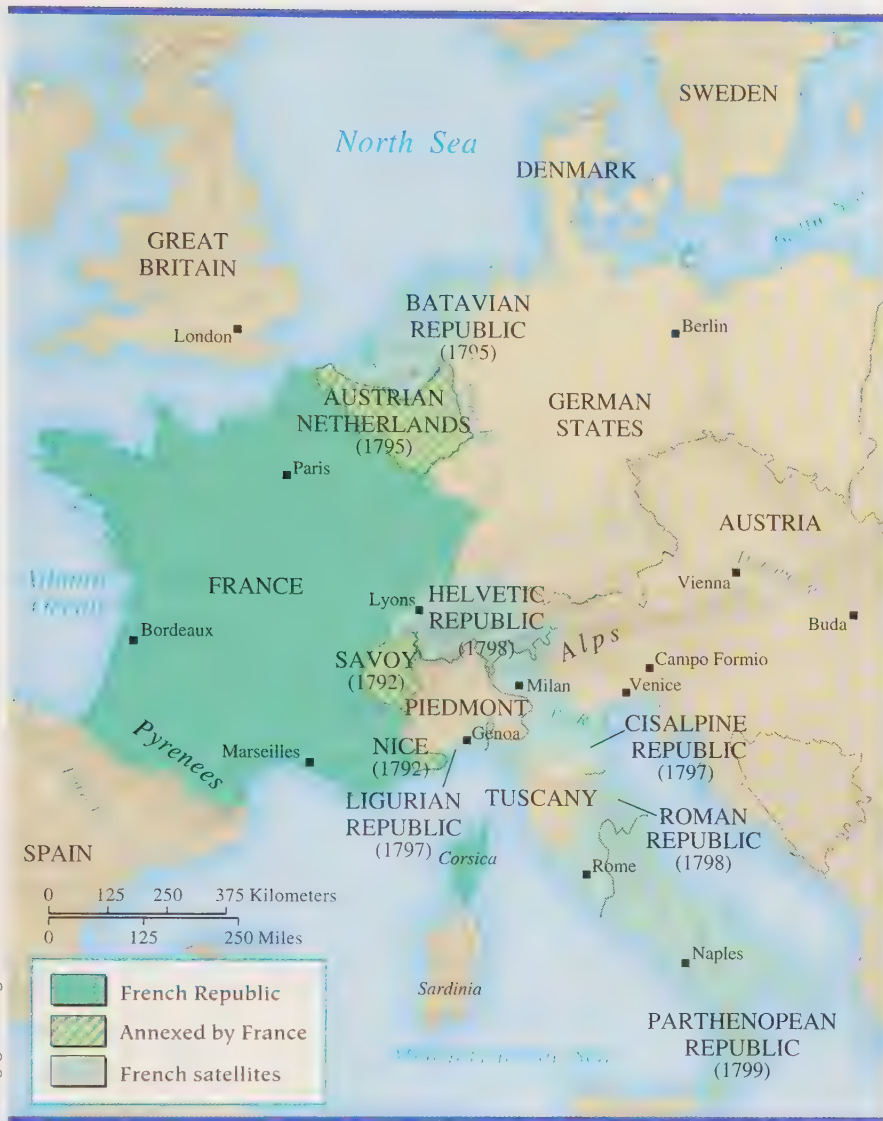 SWEDEN
North Sea
DENMARK
GREAT
BRITAIN
BATAVIAN
REPUBLIC
(1795)
London
Berlin
AUSTRIAN
NETHERLANDS
(1795)
GERMAN
STATES
Paris
AUSTRIA
Vienna
FRANCE
Lyons
HELVETIC
REPUBLIC
(1798)
Atlantic
Ocean
Buda
Bordeaux
Alps
SAVOY
(1792)
Campo Formio
Milan
Venice
PIEDMONT
Pyrenees
Marseilles
NICE
(1792)
Genoa
CISALPINE
REPUBLIC
(1797)
LIGURIAN
REPUBLIC
(1797)
TUSCANY
ROMAN
REPUBLIC
(1798)
SPAIN
Corsica
Rome
0 125 250 375 Kilometers
0 125 250 Miles
Naples
Sardinia
French Republic
Annexed by France
French satellites
PARTHENOPEAN
REPUBLIC
(1799)